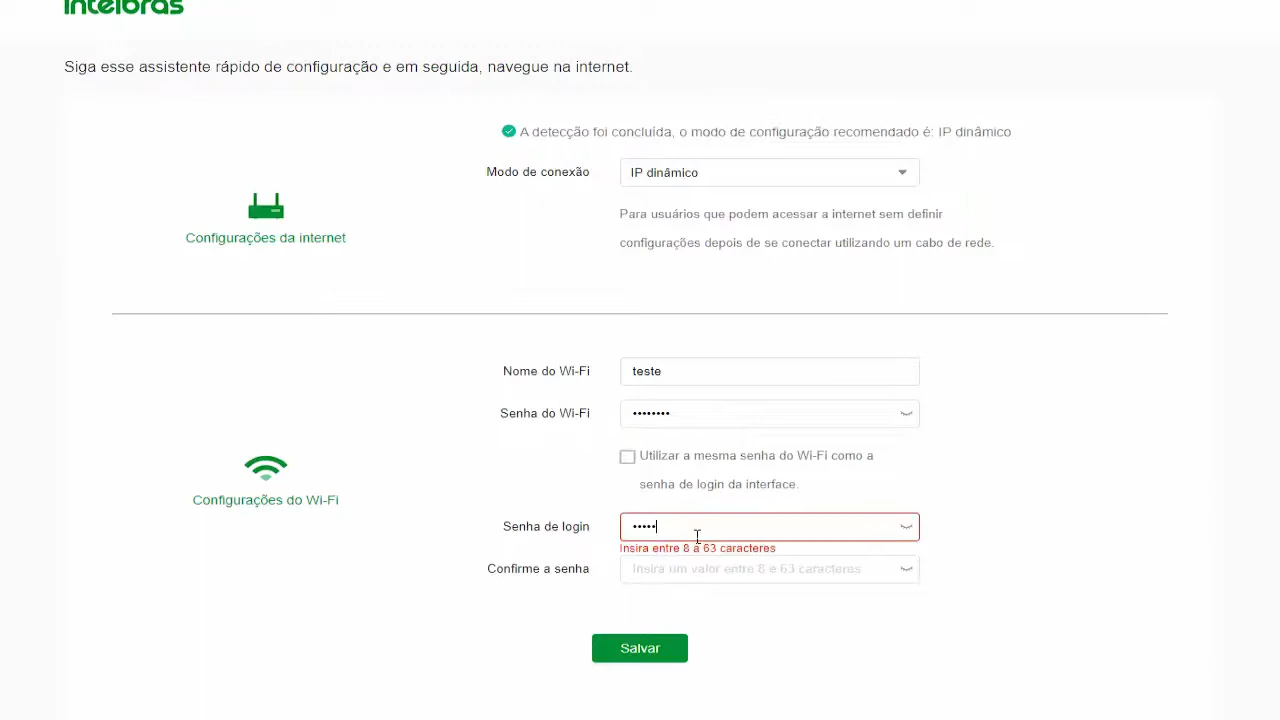 intelbras
Siga esse assistente rápido de configuração e em seguida, navegue na internet.
A detecção foi concluída, o modo de configuração recomendado é: IP dinâmico
Modo de conexão
IP dinâmico
Para usuários que podem acessar a internet sem definir
configurações depois de se conectar utilizando um cabo de rede.
Configurações da internet
Nome do Wi-Fi
teste
Senha do Wi-Fi
••••••••
Utilizar a mesma senha do Wi-Fi como a
senha de login da interface.
Configurações do Wi-Fi
Senha de login
•••••
Insira entre 8 a 63 caracteres
Confirme a senha
Insira um valor entre 8 e 63 caracteres
Salvar